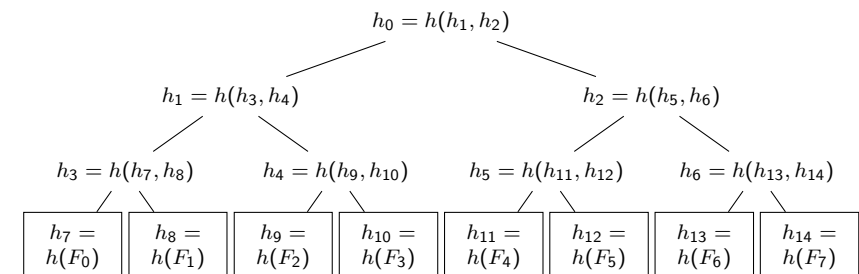 h₀ = h(h₁, h₂)
h₁ = h(h₃, h₄)
h₂ = h(h₅, h₆)
h₃ = h(h₇, h₈)
h₄ = h(h₉, h₁₀)
h₅ = h(h₁₁, h₁₂)
h₆ = h(h₁₃, h₁₄)
h₇ =
h(F₀)
h₈ =
h(F₁)
h₉ =
h(F₂)
h₁₀ =
h(F₃)
h₁₁ =
h(F₄)
h₁₂ =
h(F₅)
h₁₃ =
h(F₆)
h₁₄ =
h(F₇)